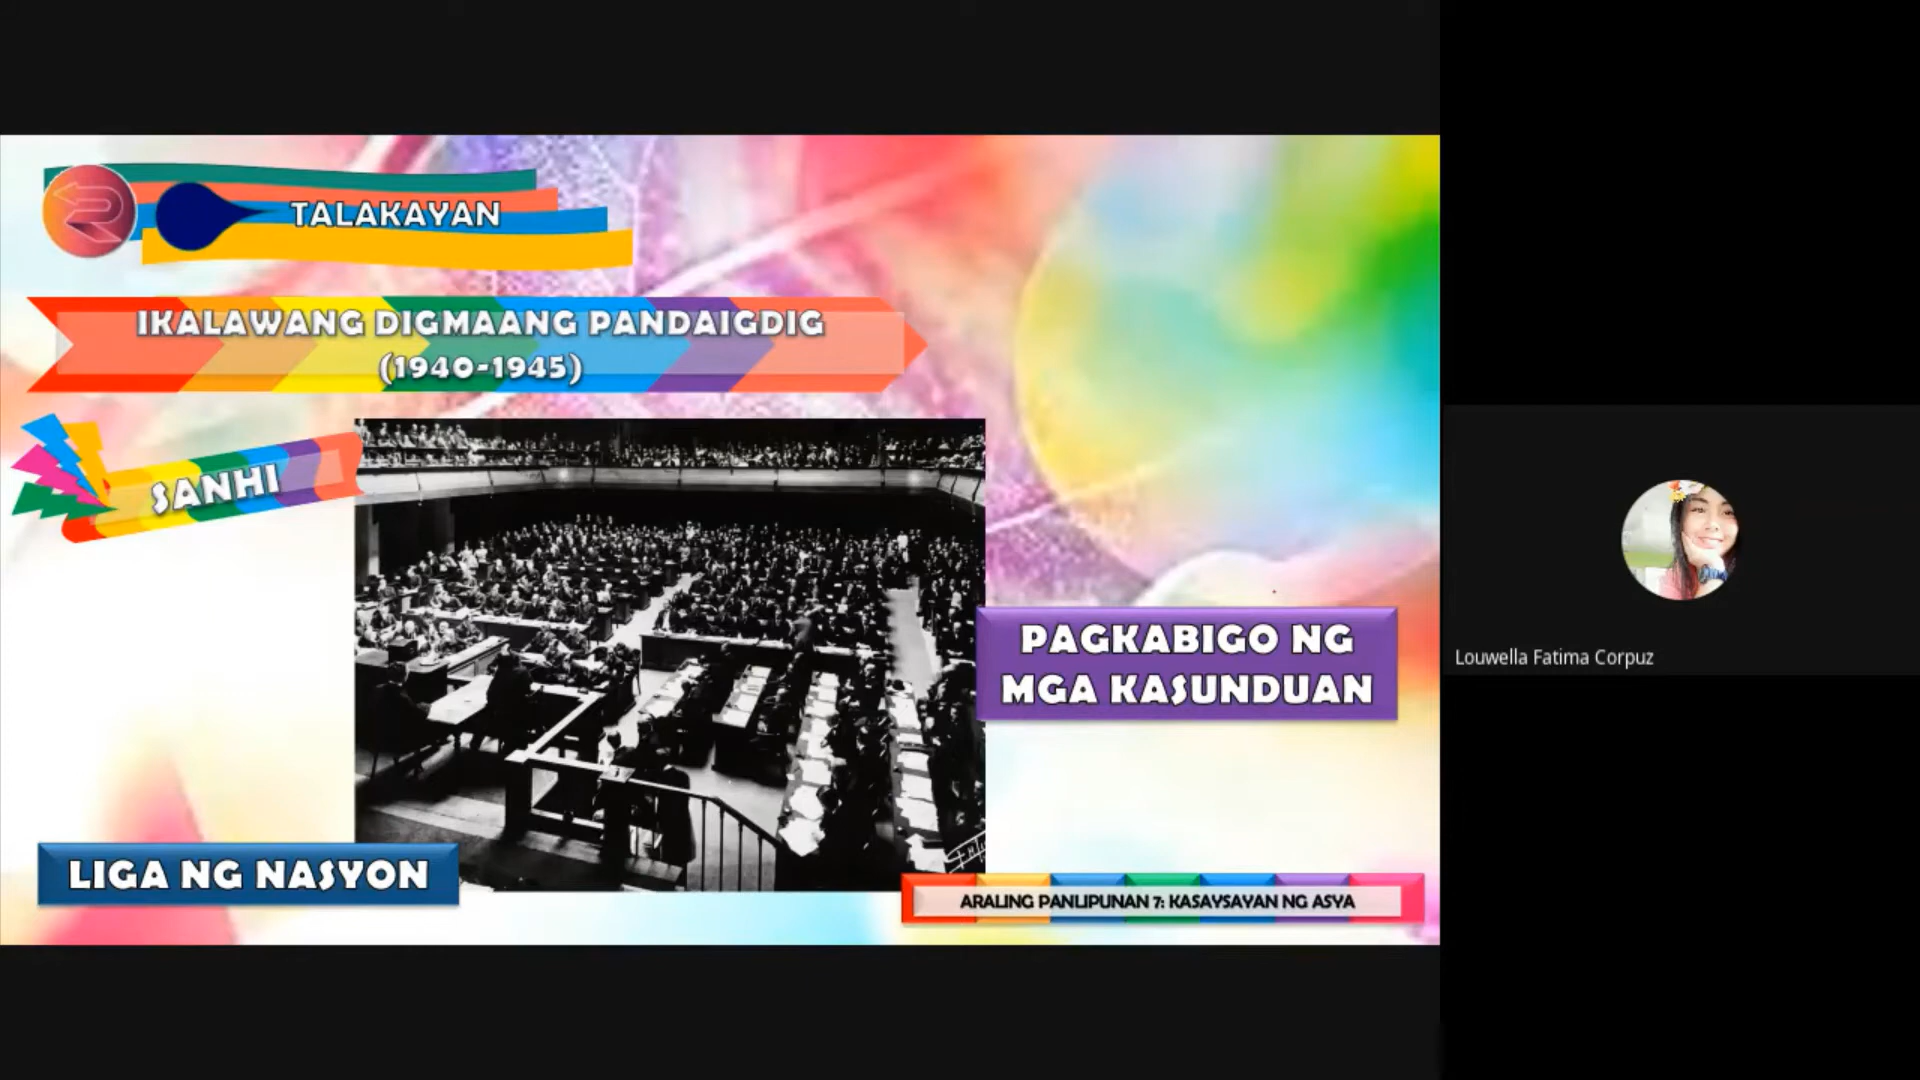 TALAKAYAN
IKALAWANG DIGMAANG PANDAIGDIG
(1940-1945)
SANHI
PAGKABIGO NG
MGA KASUNDUAN
LIGA NG NASYON
ARALING PANLIPUNAN 7: KASAYSAYAN NG ASYA
Louwella Fatima Corpuz